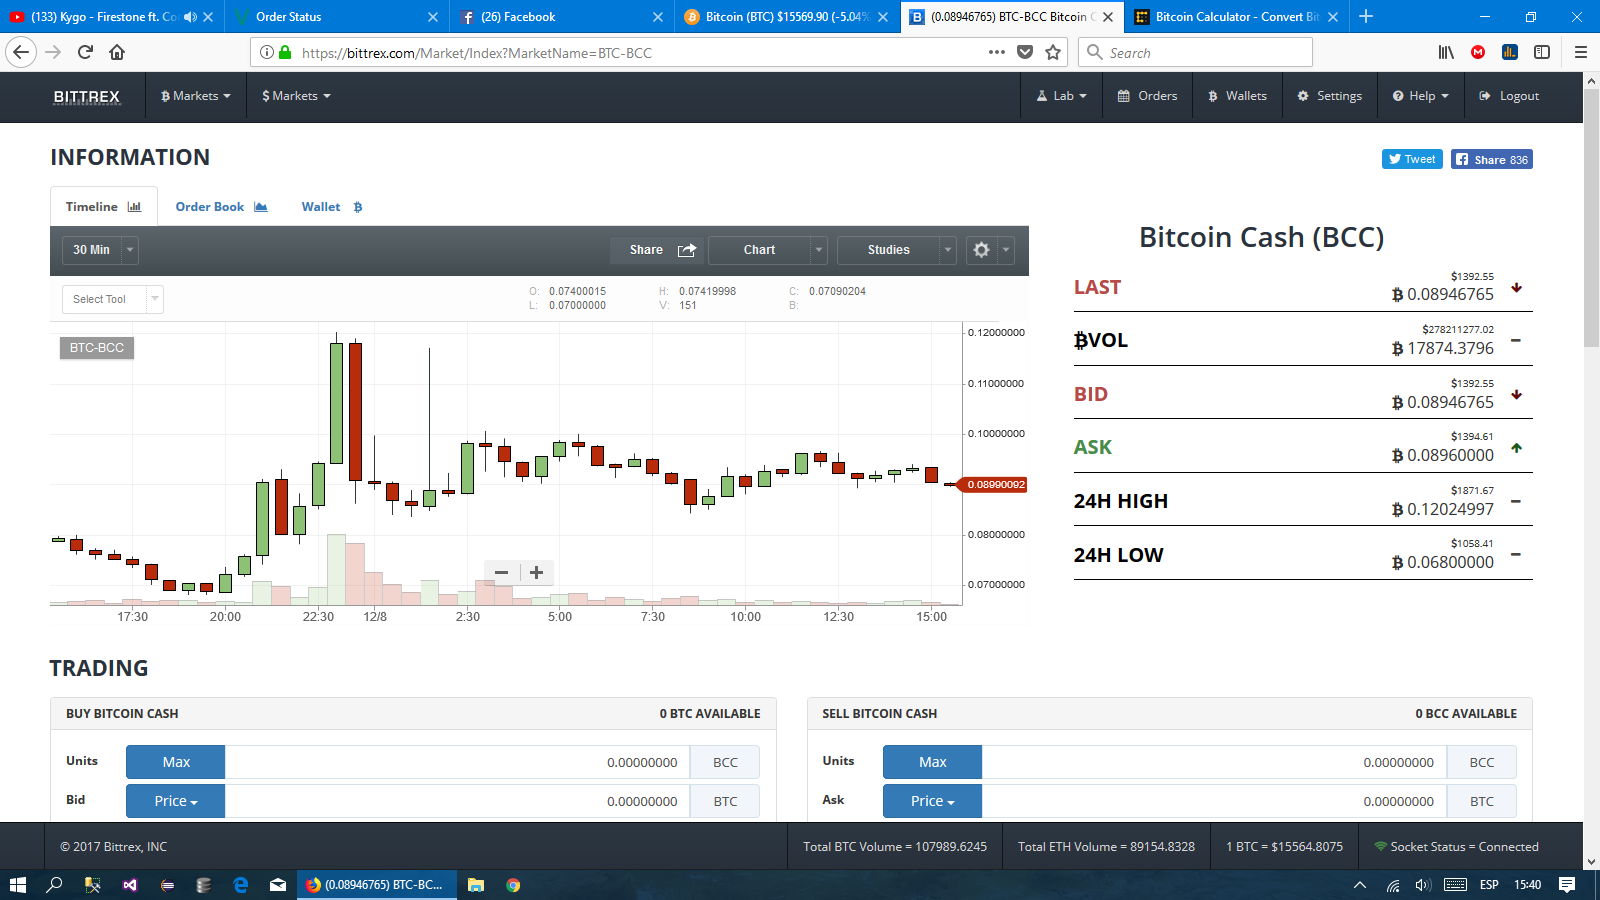 (133) Kygo - Firestone ft. Co
Order Status
(26) Facebook
Bitcoin (BTC) $15569.90 (-5.04%
(0.08946765) BTC-BCC Bitcoin C
Bitcoin Calculator - Convert Bit
https://bittrex.com/Market/Index?MarketName=BTC-BCC
Search
BITTREX
Ƀ Markets
$ Markets
Lab
Orders
Wallets
Settings
Help
Logout
INFORMATION
Tweet
Share 836
Timeline
Order Book
Wallet
30 Min
Share
Chart
Studies
Select Tool
O: 0.07400015
H: 0.07419998
C: 0.07090204
L: 0.07000000
V: 151
B:
BTC-BCC
0.12000000
0.11000000
0.10000000
0.08990092
0.08000000
0.07000000
17:30
20:00
22:30
12/8
2:30
5:00
7:30
10:00
12:30
15:00
Bitcoin Cash (BCC)
$1392.55
LAST Ƀ 0.08946765
$278211277.02
ɃVOL Ƀ 17874.3796
$1392.55
BID Ƀ 0.08946765
$1394.61
ASK Ƀ 0.08960000
$1871.67
24H HIGH Ƀ 0.12024997
$1058.41
24H LOW Ƀ 0.06800000
TRADING
BUY BITCOIN CASH
0 BTC AVAILABLE
Units Max 0.00000000 BCC
Bid Price 0.00000000 BTC
SELL BITCOIN CASH
0 BCC AVAILABLE
Units Max 0.00000000 BCC
Ask Price 0.00000000 BTC
© 2017 Bittrex, INC
Total BTC Volume = 107989.6245
Total ETH Volume = 89154.8328
1 BTC = $15564.8075
Socket Status = Connected
(0.08946765) BTC-BC...
ESP
15:40